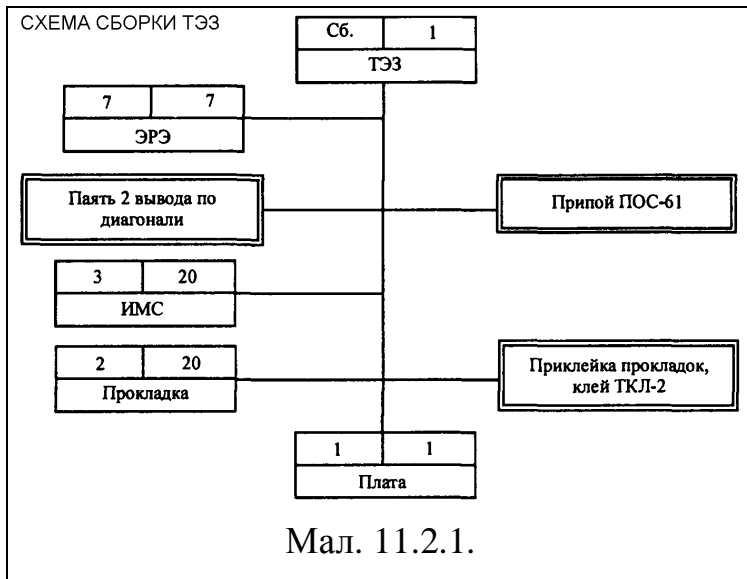 СХЕМА СБОРКИ ТЭЗ
Сб. 1
ТЭЗ
7 7
ЭРЭ
Паять 2 вывода по
диагонали
Припой ПОС-61
3 20
ИМС
2 20
Прокладка
Приклейка прокладок,
клей ТКЛ-2
1 1
Плата
Мал. 11.2.1.